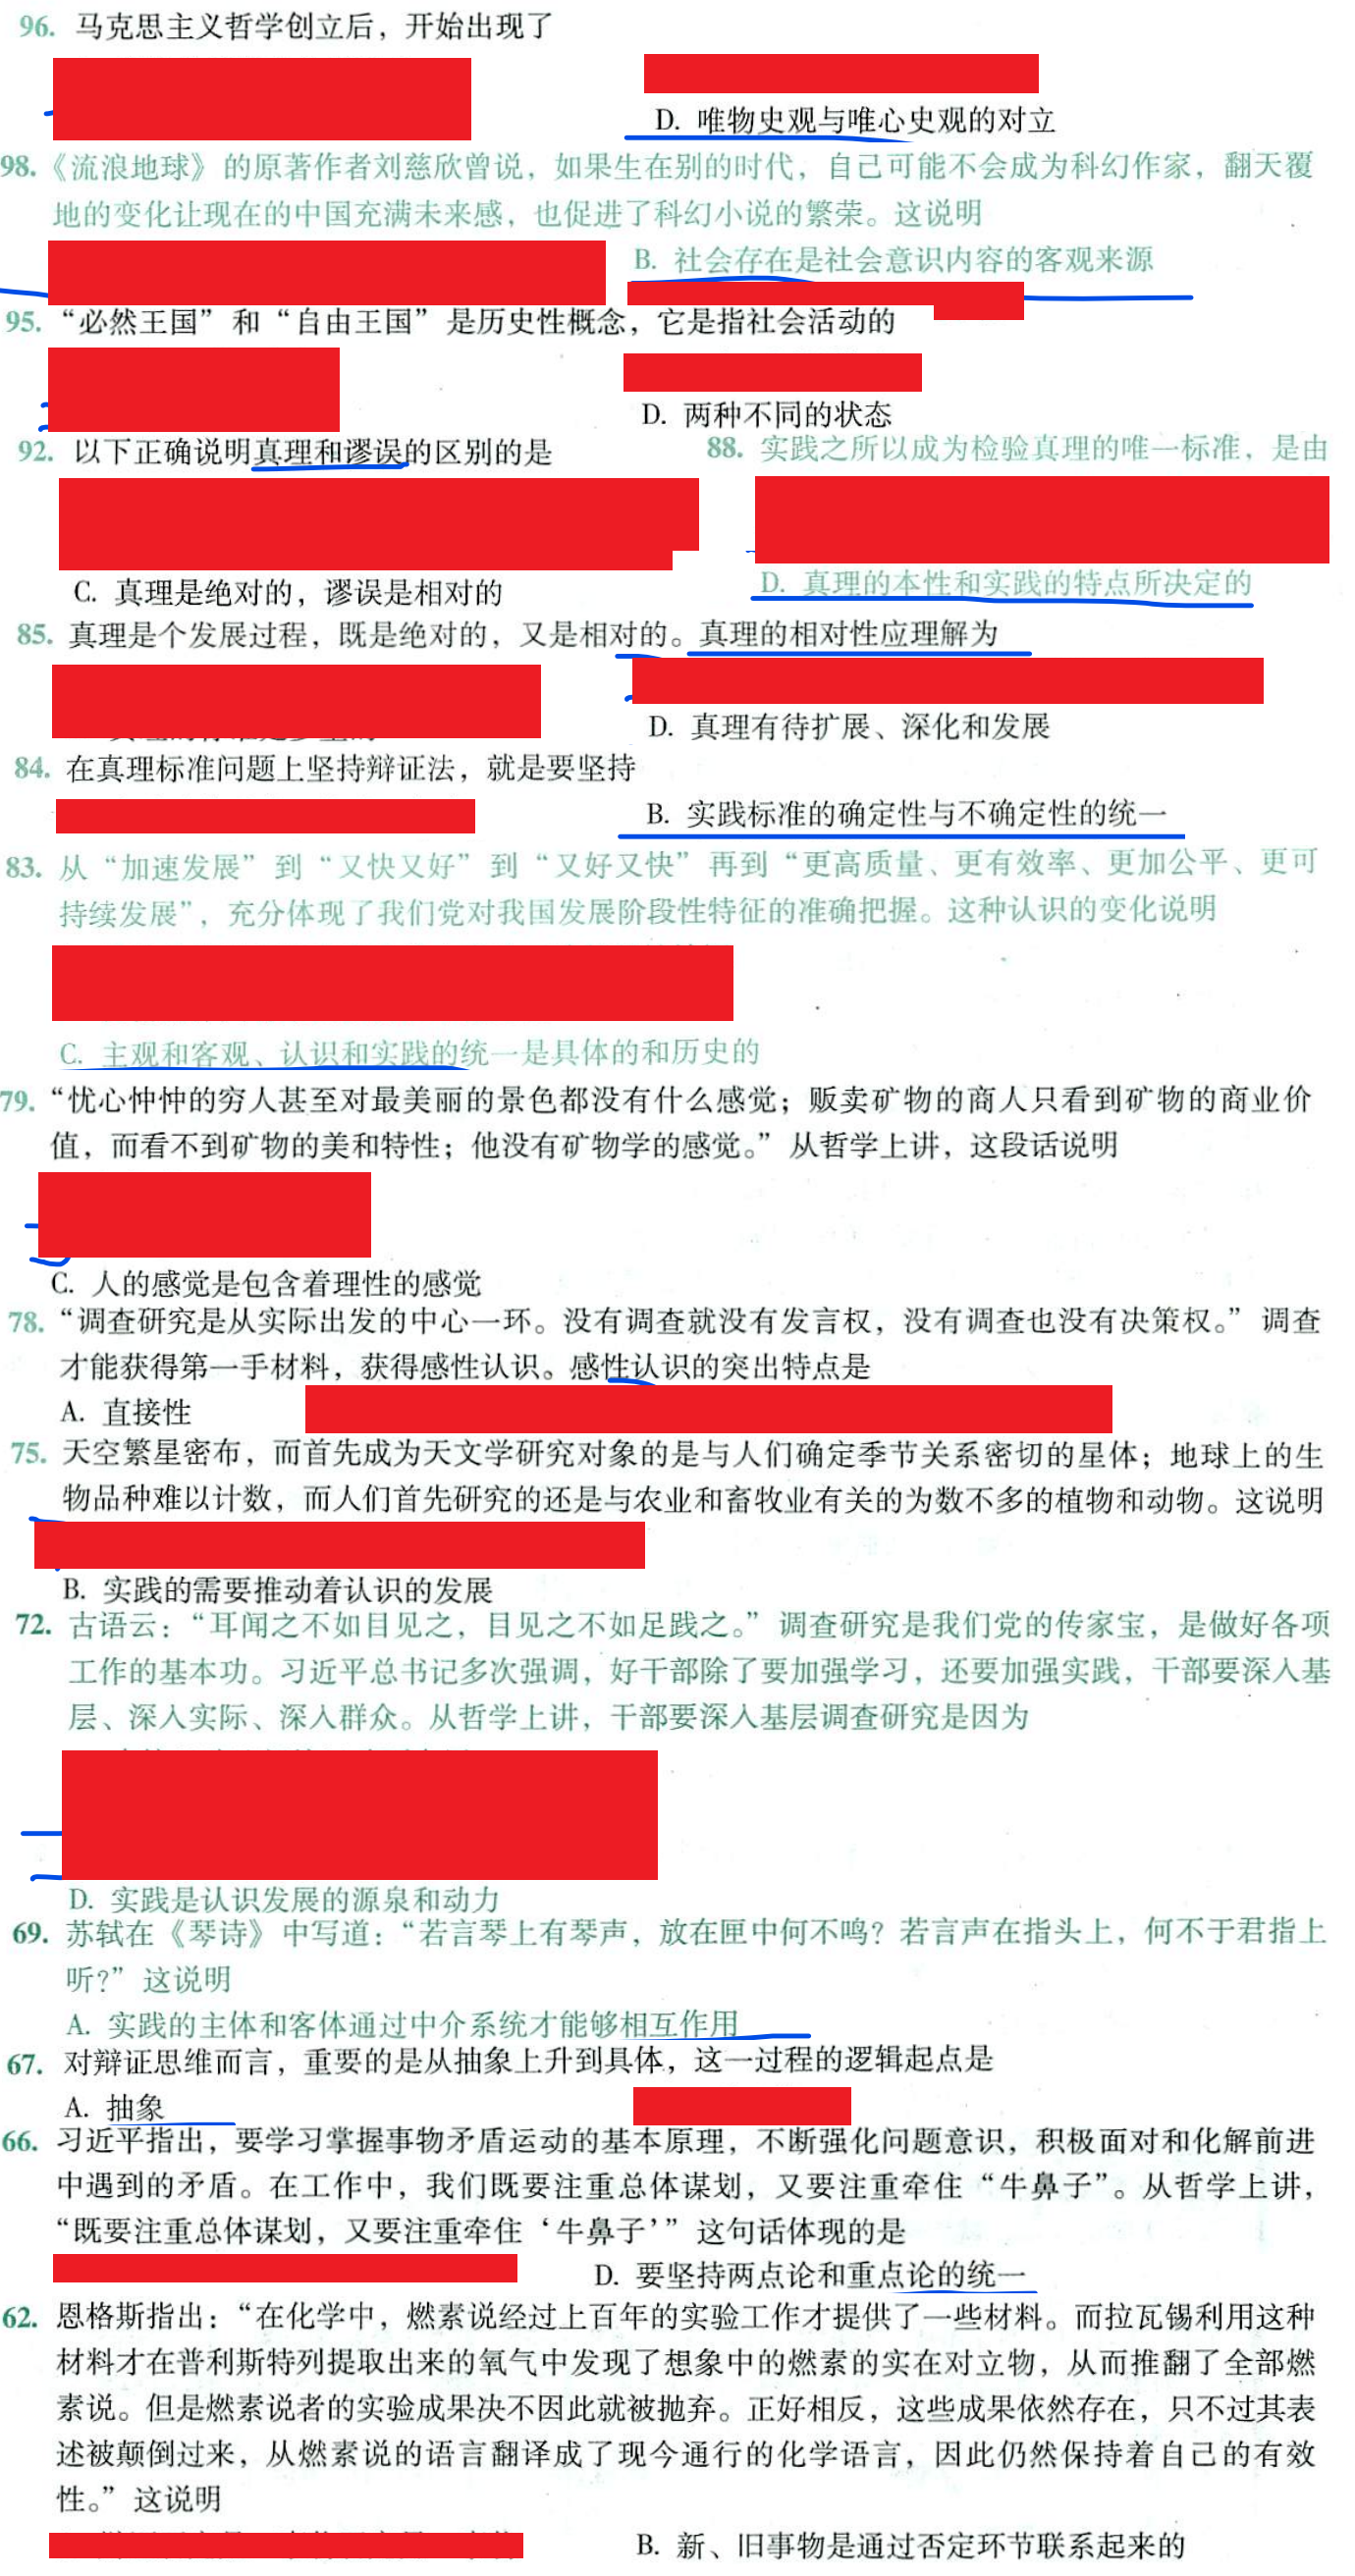 96. 马克思主义哲学创立后，开始出现了
D. 唯物史观与唯心史观的对立
98.《流浪地球》的原著作者刘慈欣曾说，如果生在别的时代，自己可能不会成为科幻作家，翻天覆
地的变化让现在的中国充满未来感，也促进了科幻小说的繁荣。这说明
B. 社会存在是社会意识内容的客观来源
95. “必然王国”和“自由王国”是历史性概念，它是指社会活动的
D. 两种不同的状态
92. 以下正确说明真理和谬误的区别的是
88. 实践之所以成为检验真理的唯一标准，是由
C. 真理是绝对的，谬误是相对的
D. 真理的本性和实践的特点所决定的
85. 真理是个发展过程，既是绝对的，又是相对的。真理的相对性应理解为
D. 真理有待扩展、深化和发展
84. 在真理标准问题上坚持辩证法，就是要坚持
B. 实践标准的确定性与不确定性的统一
83. 从“加速发展”到“又快又好”到“又好又快”再到“更高质量、更有效率、更加公平、更可
持续发展”，充分体现了我们党对我国发展阶段性特征的准确把握。这种认识的变化说明
C. 主观和客观、认识和实践的统一是具体的和历史的
79. “忧心忡忡的穷人甚至对最美丽的景色都没有什么感觉；贩卖矿物的商人只看到矿物的商业价
值，而看不到矿物的美和特性；他没有矿物学的感觉。”从哲学上讲，这段话说明
C. 人的感觉是包含着理性的感觉
78. “调查研究是从实际出发的中心一环。没有调查就没有发言权，没有调查也没有决策权。”调查
才能获得第一手材料，获得感性认识。感性认识的突出特点是
A. 直接性
75. 天空繁星密布，而首先成为天文学研究对象的是与人们确定季节关系密切的星体；地球上的生
物品种难以计数，而人们首先研究的还是与农业和畜牧业有关的为数不多的植物和动物。这说明
B. 实践的需要推动着认识的发展
72. 古语云：“耳闻之不如目见之，目见之不如足践之。”调查研究是我们党的传家宝，是做好各项
工作的基本功。习近平总书记多次强调，好干部除了要加强学习，还要加强实践，干部要深入基
层、深入实际、深入群众。从哲学上讲，干部要深入基层调查研究是因为
D. 实践是认识发展的源泉和动力
69. 苏轼在《琴诗》中写道：“若言琴上有琴声，放在匣中何不鸣？若言声在指头上，何不于君指上
听?”这说明
A. 实践的主体和客体通过中介系统才能够相互作用
67. 对辩证思维而言，重要的是从抽象上升到具体，这一过程的逻辑起点是
A. 抽象
66. 习近平指出，要学习掌握事物矛盾运动的基本原理，不断强化问题意识，积极面对和化解前进
中遇到的矛盾。在工作中，我们既要注重总体谋划，又要注重牵住“牛鼻子”。从哲学上讲，
“既要注重总体谋划，又要注重牵住‘牛鼻子’”这句话体现的是
D. 要坚持两点论和重点论的统一
62. 恩格斯指出：“在化学中，燃素说经过上百年的实验工作才提供了一些材料。而拉瓦锡利用这种
材料才在普利斯特列提取出来的氧气中发现了想象中的燃素的实在对立物，从而推翻了全部燃
素说。但是燃素说者的实验成果决不因此就被抛弃。正好相反，这些成果依然存在，只不过其表
述被颠倒过来，从燃素说的语言翻译成了现今通行的化学语言，因此仍然保持着自己的有效
性。”这说明
B. 新、旧事物是通过否定环节联系起来的